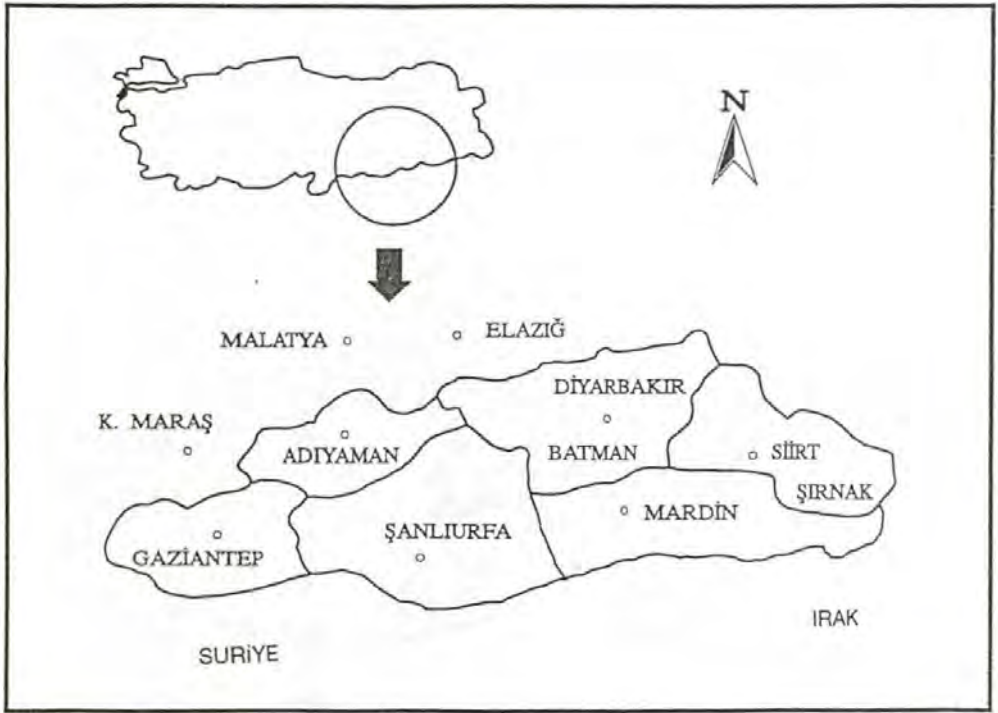 N
MALATYA
ELAZIĞ
DİYARBAKIR
K. MARAŞ
ADIYAMAN
BATMAN
SİİRT
ŞIRNAK
ŞANLIURFA
MARDİN
GAZİANTEP
IRAK
SURİYE